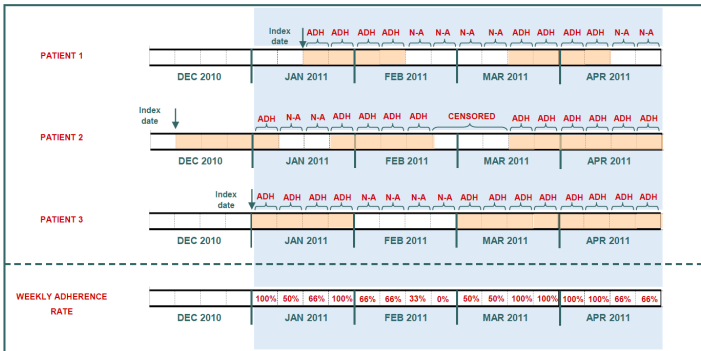 Index date ADH ADH ADH ADH N-A N-A N-A N-A ADH ADH ADH ADH N-A N-A
PATIENT 1
DEC 2010 JAN 2011 FEB 2011 MAR 2011 APR 2011
Index date ADH N-A N-A ADH ADH ADH ADH CENSORED ADH ADH ADH ADH ADH ADH
PATIENT 2
DEC 2010 JAN 2011 FEB 2011 MAR 2011 APR 2011
Index date ADH ADH ADH ADH N-A N-A N-A N-A ADH ADH ADH ADH ADH ADH ADH ADH
PATIENT 3
DEC 2010 JAN 2011 FEB 2011 MAR 2011 APR 2011
WEEKLY ADHERENCE RATE
100% 50% 66% 100% 66% 66% 33% 0% 50% 50% 100% 100% 100% 100% 66% 66%
DEC 2010 JAN 2011 FEB 2011 MAR 2011 APR 2011